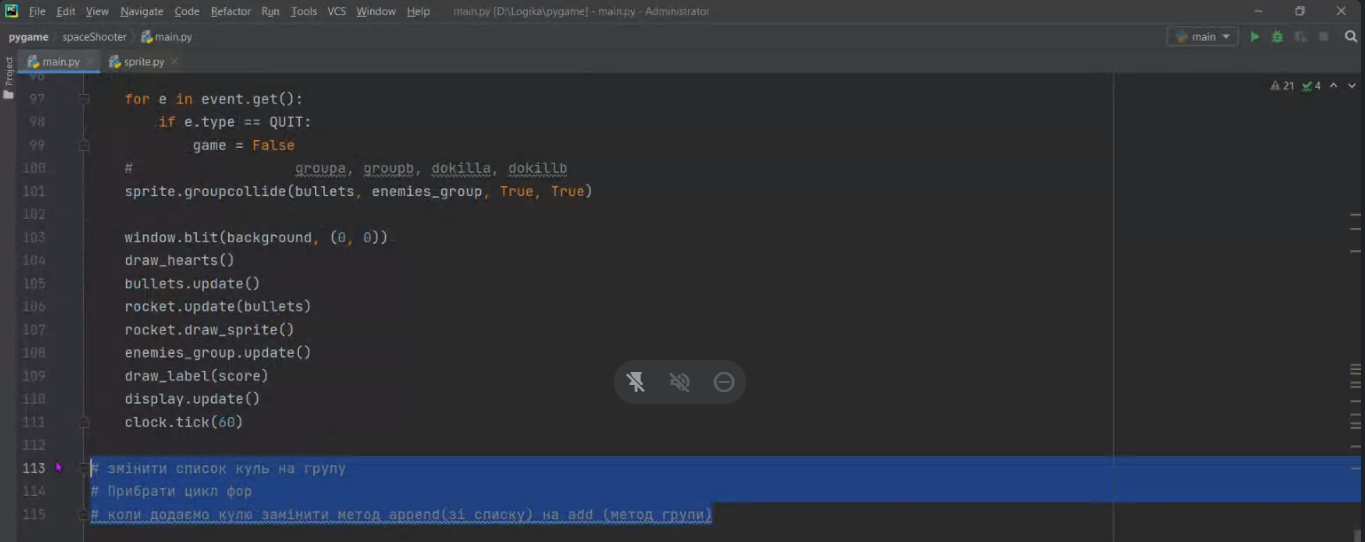 File Edit View Navigate Code Refactor Run Tools VCS Window Help main.py [D:\Logika\pygame] - main.py - Administrator
pygame spaceShooter main.py main
main.py sprite.py
Project
96
21 4
97 for e in event.get():
98 if e.type == QUIT:
99 game = False
100 # groupa, groupb, dokilla, dokillb
101 sprite.groupcollide(bullets, enemies_group, True, True)
102
103 window.blit(background, (0, 0))
104 draw_hearts()
105 bullets.update()
106 rocket.update(bullets)
107 rocket.draw_sprite()
108 enemies_group.update()
109 draw_label(score)
110 display.update()
111 clock.tick(60)
112
113 # змінити список куль на групу
114 # Прибрати цикл фор
115 # коли додаємо кулю замінити метод append(зі списку) на add (метод групи)